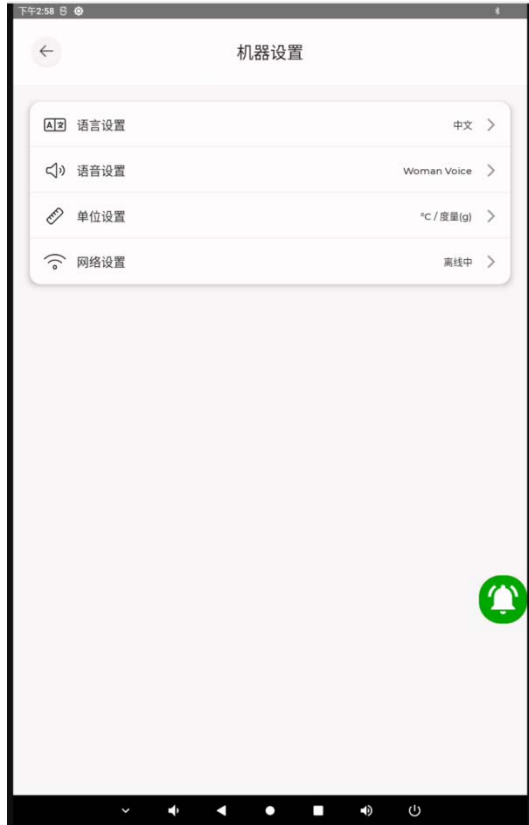 下午2:58
机器设置
语言设置 中文
语音设置 Woman Voice
单位设置 °C / 度量(g)
网络设置 离线中